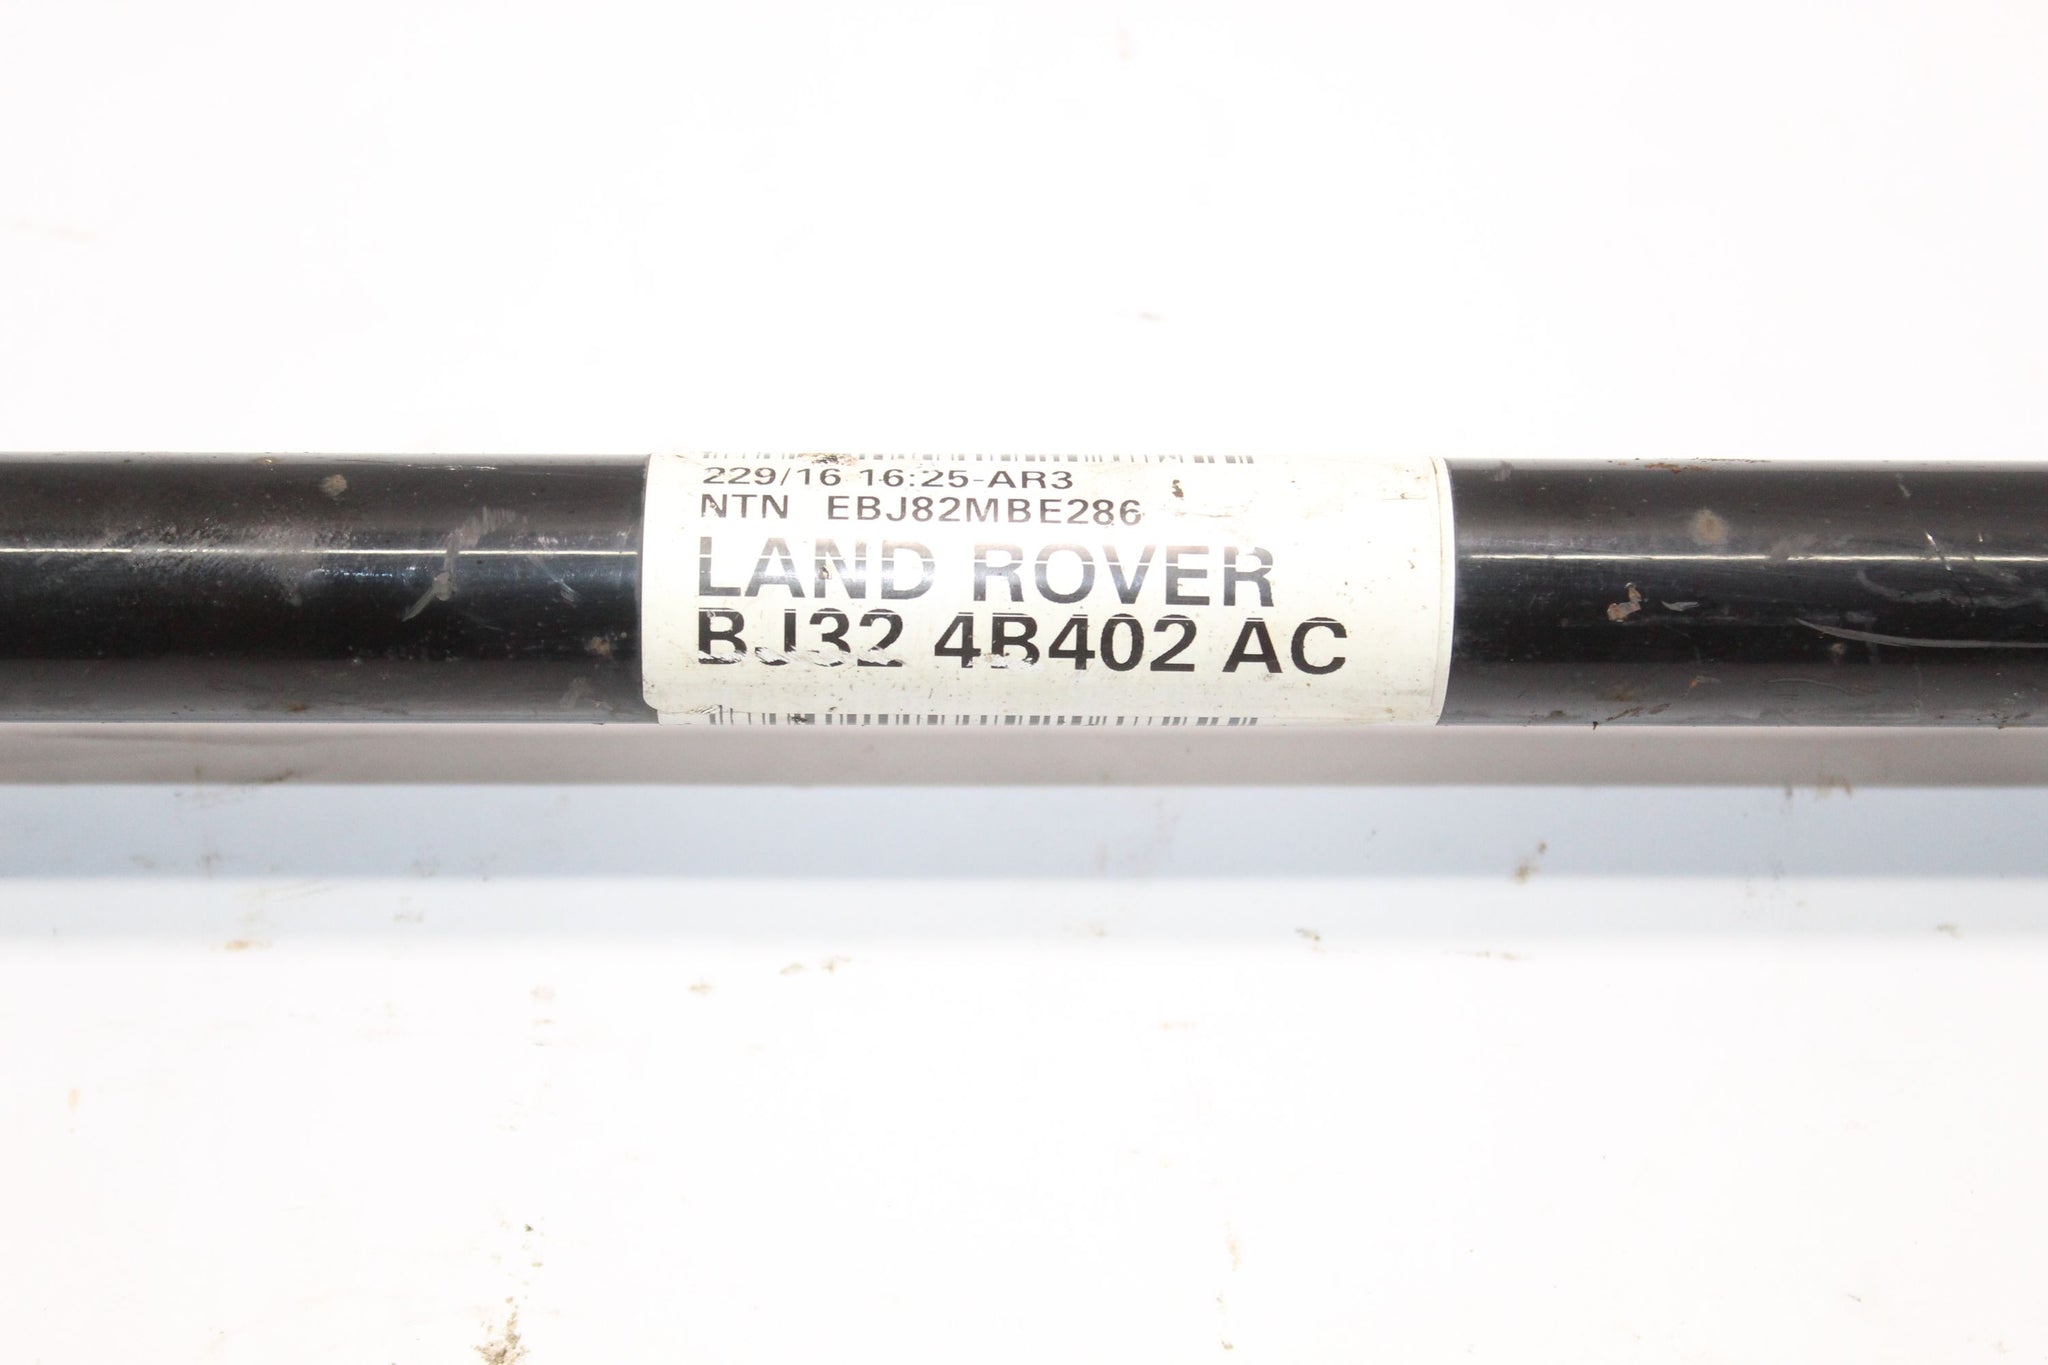 229/16 16:25-AR3
NTN EBJ82MBE286
LAND ROVER
BJ32 4B402 AC